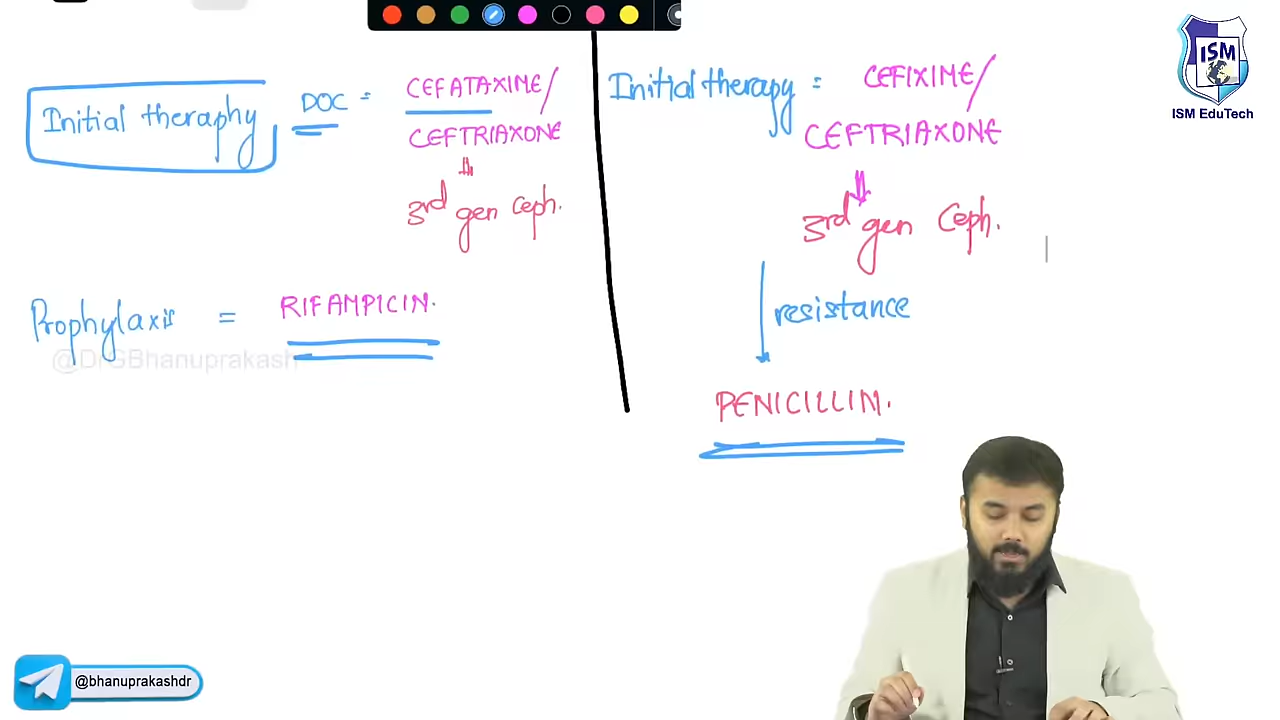 Initial theraphy DOC = CEFATAXIME/
CEFTRIAXONE
3rd gen Ceph.
Prophylaxis = RIFAMPICIN.
@DrGBhanuprakash
Initial therapy = CEFIXIME/
CEFTRIAXONE
3rd gen Ceph.
resistance
PENICILLIN.
ISM
ISM EduTech
@bhanuprakashdr